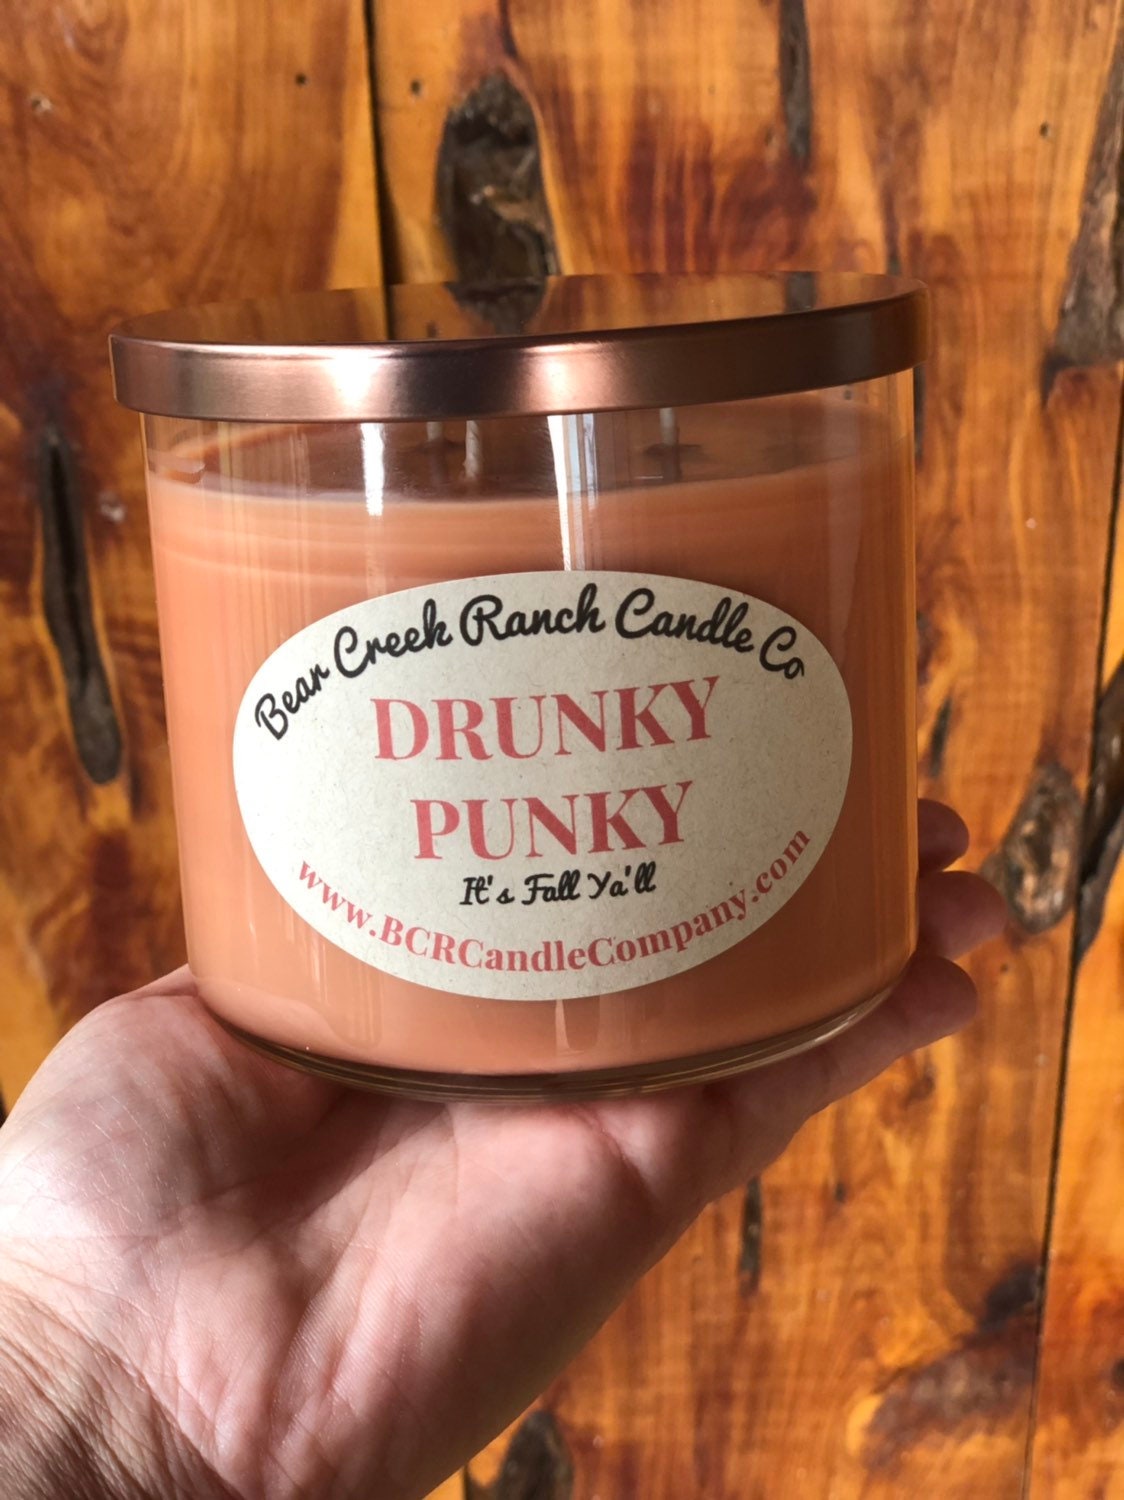 Bear Creek Ranch Candle Co
DRUNKY
PUNKY
It's Fall Ya'll
www.BCRCandleCompany.com